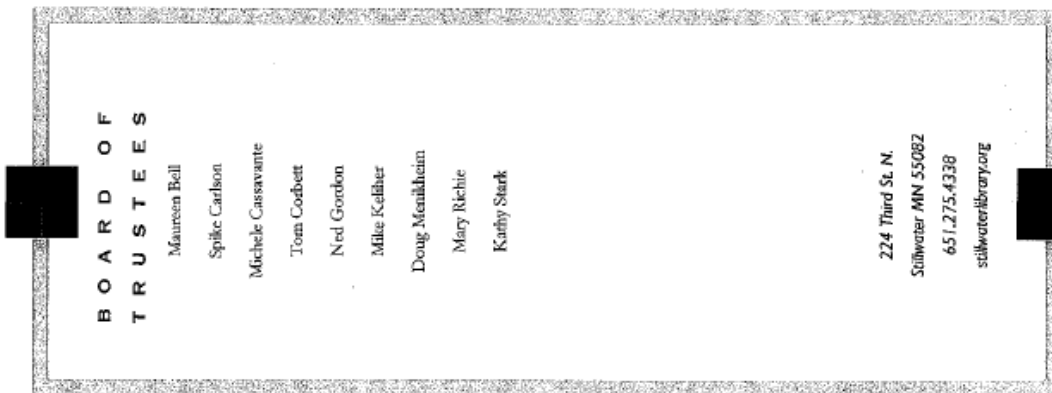 BOARD OF
TRUSTEES
Maureen Bell
Spike Carlson
Michele Cassavante
Tom Corbett
Ned Gordon
Mike Keliher
Doug Menikheim
Mary Richie
Kathy Stark
224 Third St. N.
Stillwater MN 55082
651.275.4338
stillwaterlibrary.org